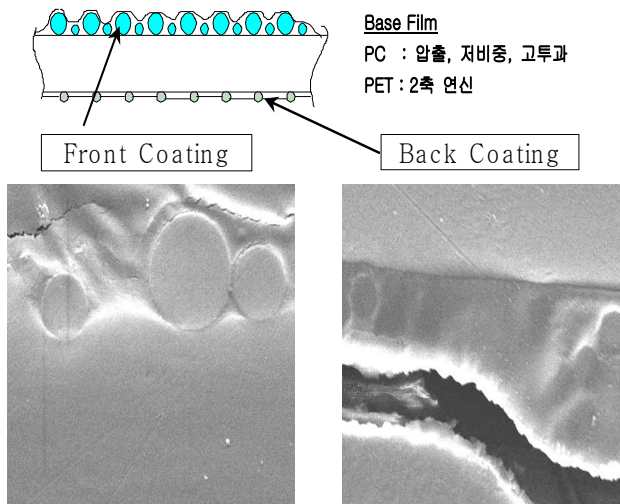 Base Film
PC : 압출, 저비중, 고투과
PET : 2축 연신
Front Coating
Back Coating